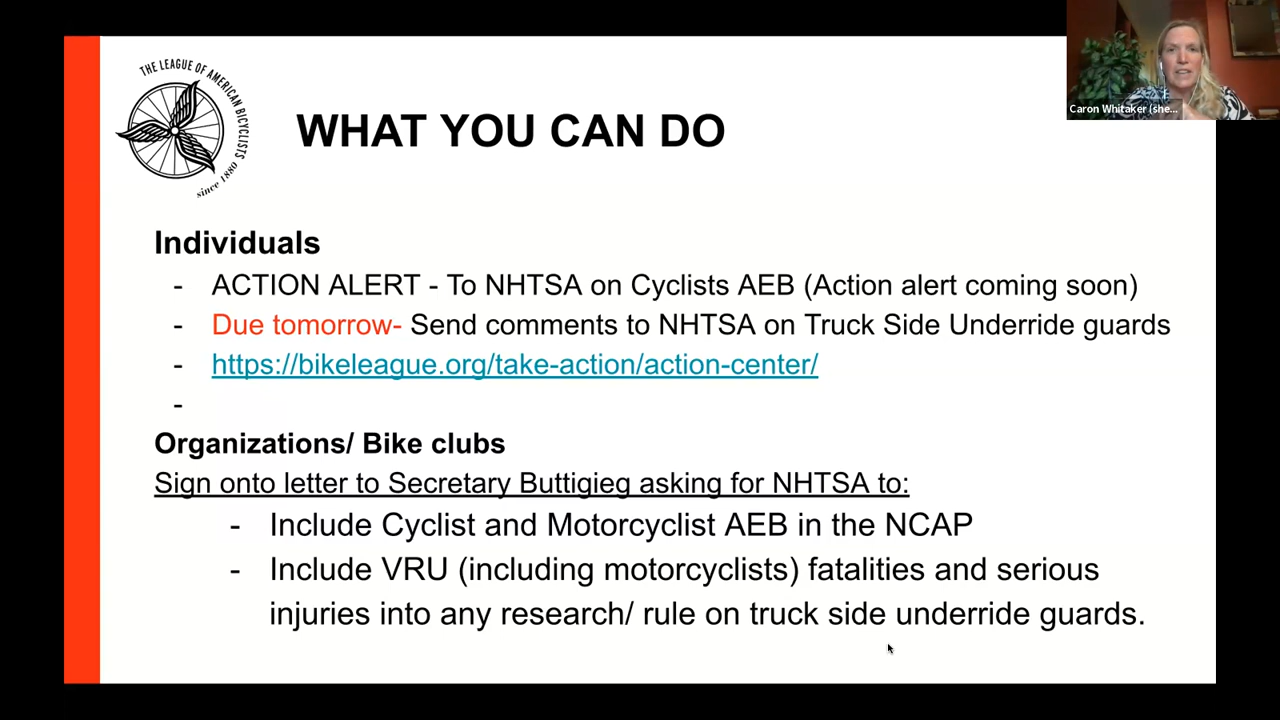 THE LEAGUE OF AMERICAN BICYCLISTS
since 1880
WHAT YOU CAN DO
Caron Whitaker (she...
Individuals
- ACTION ALERT - To NHTSA on Cyclists AEB (Action alert coming soon)
- Due tomorrow- Send comments to NHTSA on Truck Side Underride guards
- https://bikeleague.org/take-action/action-center/
-
Organizations/ Bike clubs
Sign onto letter to Secretary Buttigieg asking for NHTSA to:
- Include Cyclist and Motorcyclist AEB in the NCAP
- Include VRU (including motorcyclists) fatalities and serious
injuries into any research/ rule on truck side underride guards.